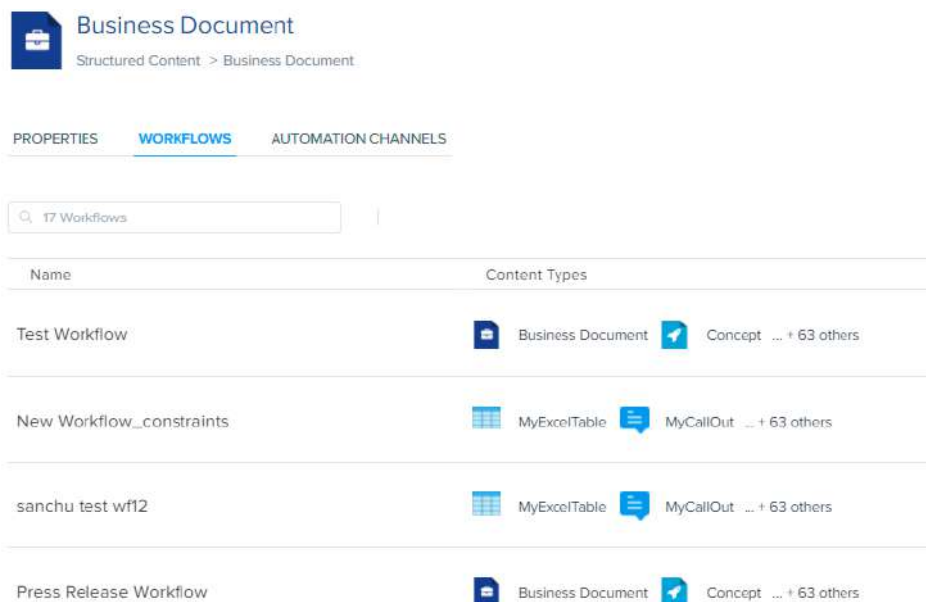 Business Document
Structured Content > Business Document
PROPERTIES WORKFLOWS AUTOMATION CHANNELS
17 Workflows
Name Content Types
Test Workflow Business Document Concept ... + 63 others
New Workflow_constraints MyExcelTable MyCallOut ... + 63 others
sanchu test wf12 MyExcelTable MyCallOut ... + 63 others
Press Release Workflow Business Document Concept ... + 63 others